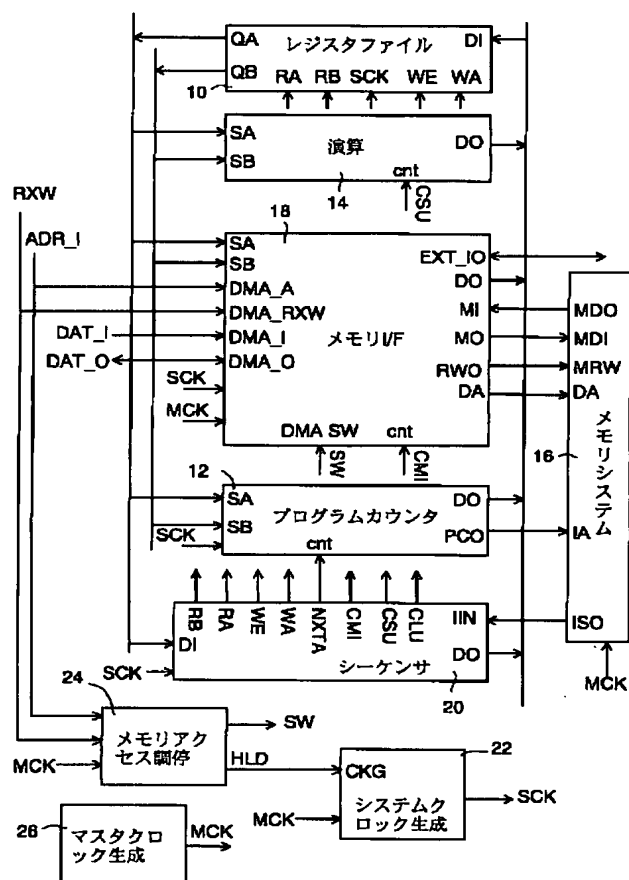 QA
レジスタファイル
DI
QB
RA RB SCK WE WA
10
SA
演算
DO
SB
cnt
14
CSU
RXW
ADR_I
18
SA
SB
EXT_IO
DO
DMA_A
MI
MDO
DMA_RXW
DAT_I
DMA_I
メモリI/F
MO
MDI
DAT_O
DMA_O
RWO
MRW
SCK
DA
DA
MCK
DMA SW
cnt
メモリシステム
16
SW
CMI
12
SA
DO
SB
プログラムカウンタ
PCO
IA
SCK
cnt
RB
RA
WE
WA
NXTA
CMI
CSU
CLU
IIN
ISO
DI
シーケンサ
DO
SCK
20
MCK
24
メモリアク
セス調停
SW
MCK
HLD
22
CKG
システムク
ロック生成
SCK
MCK
26
マスタクロ
ック生成
MCK